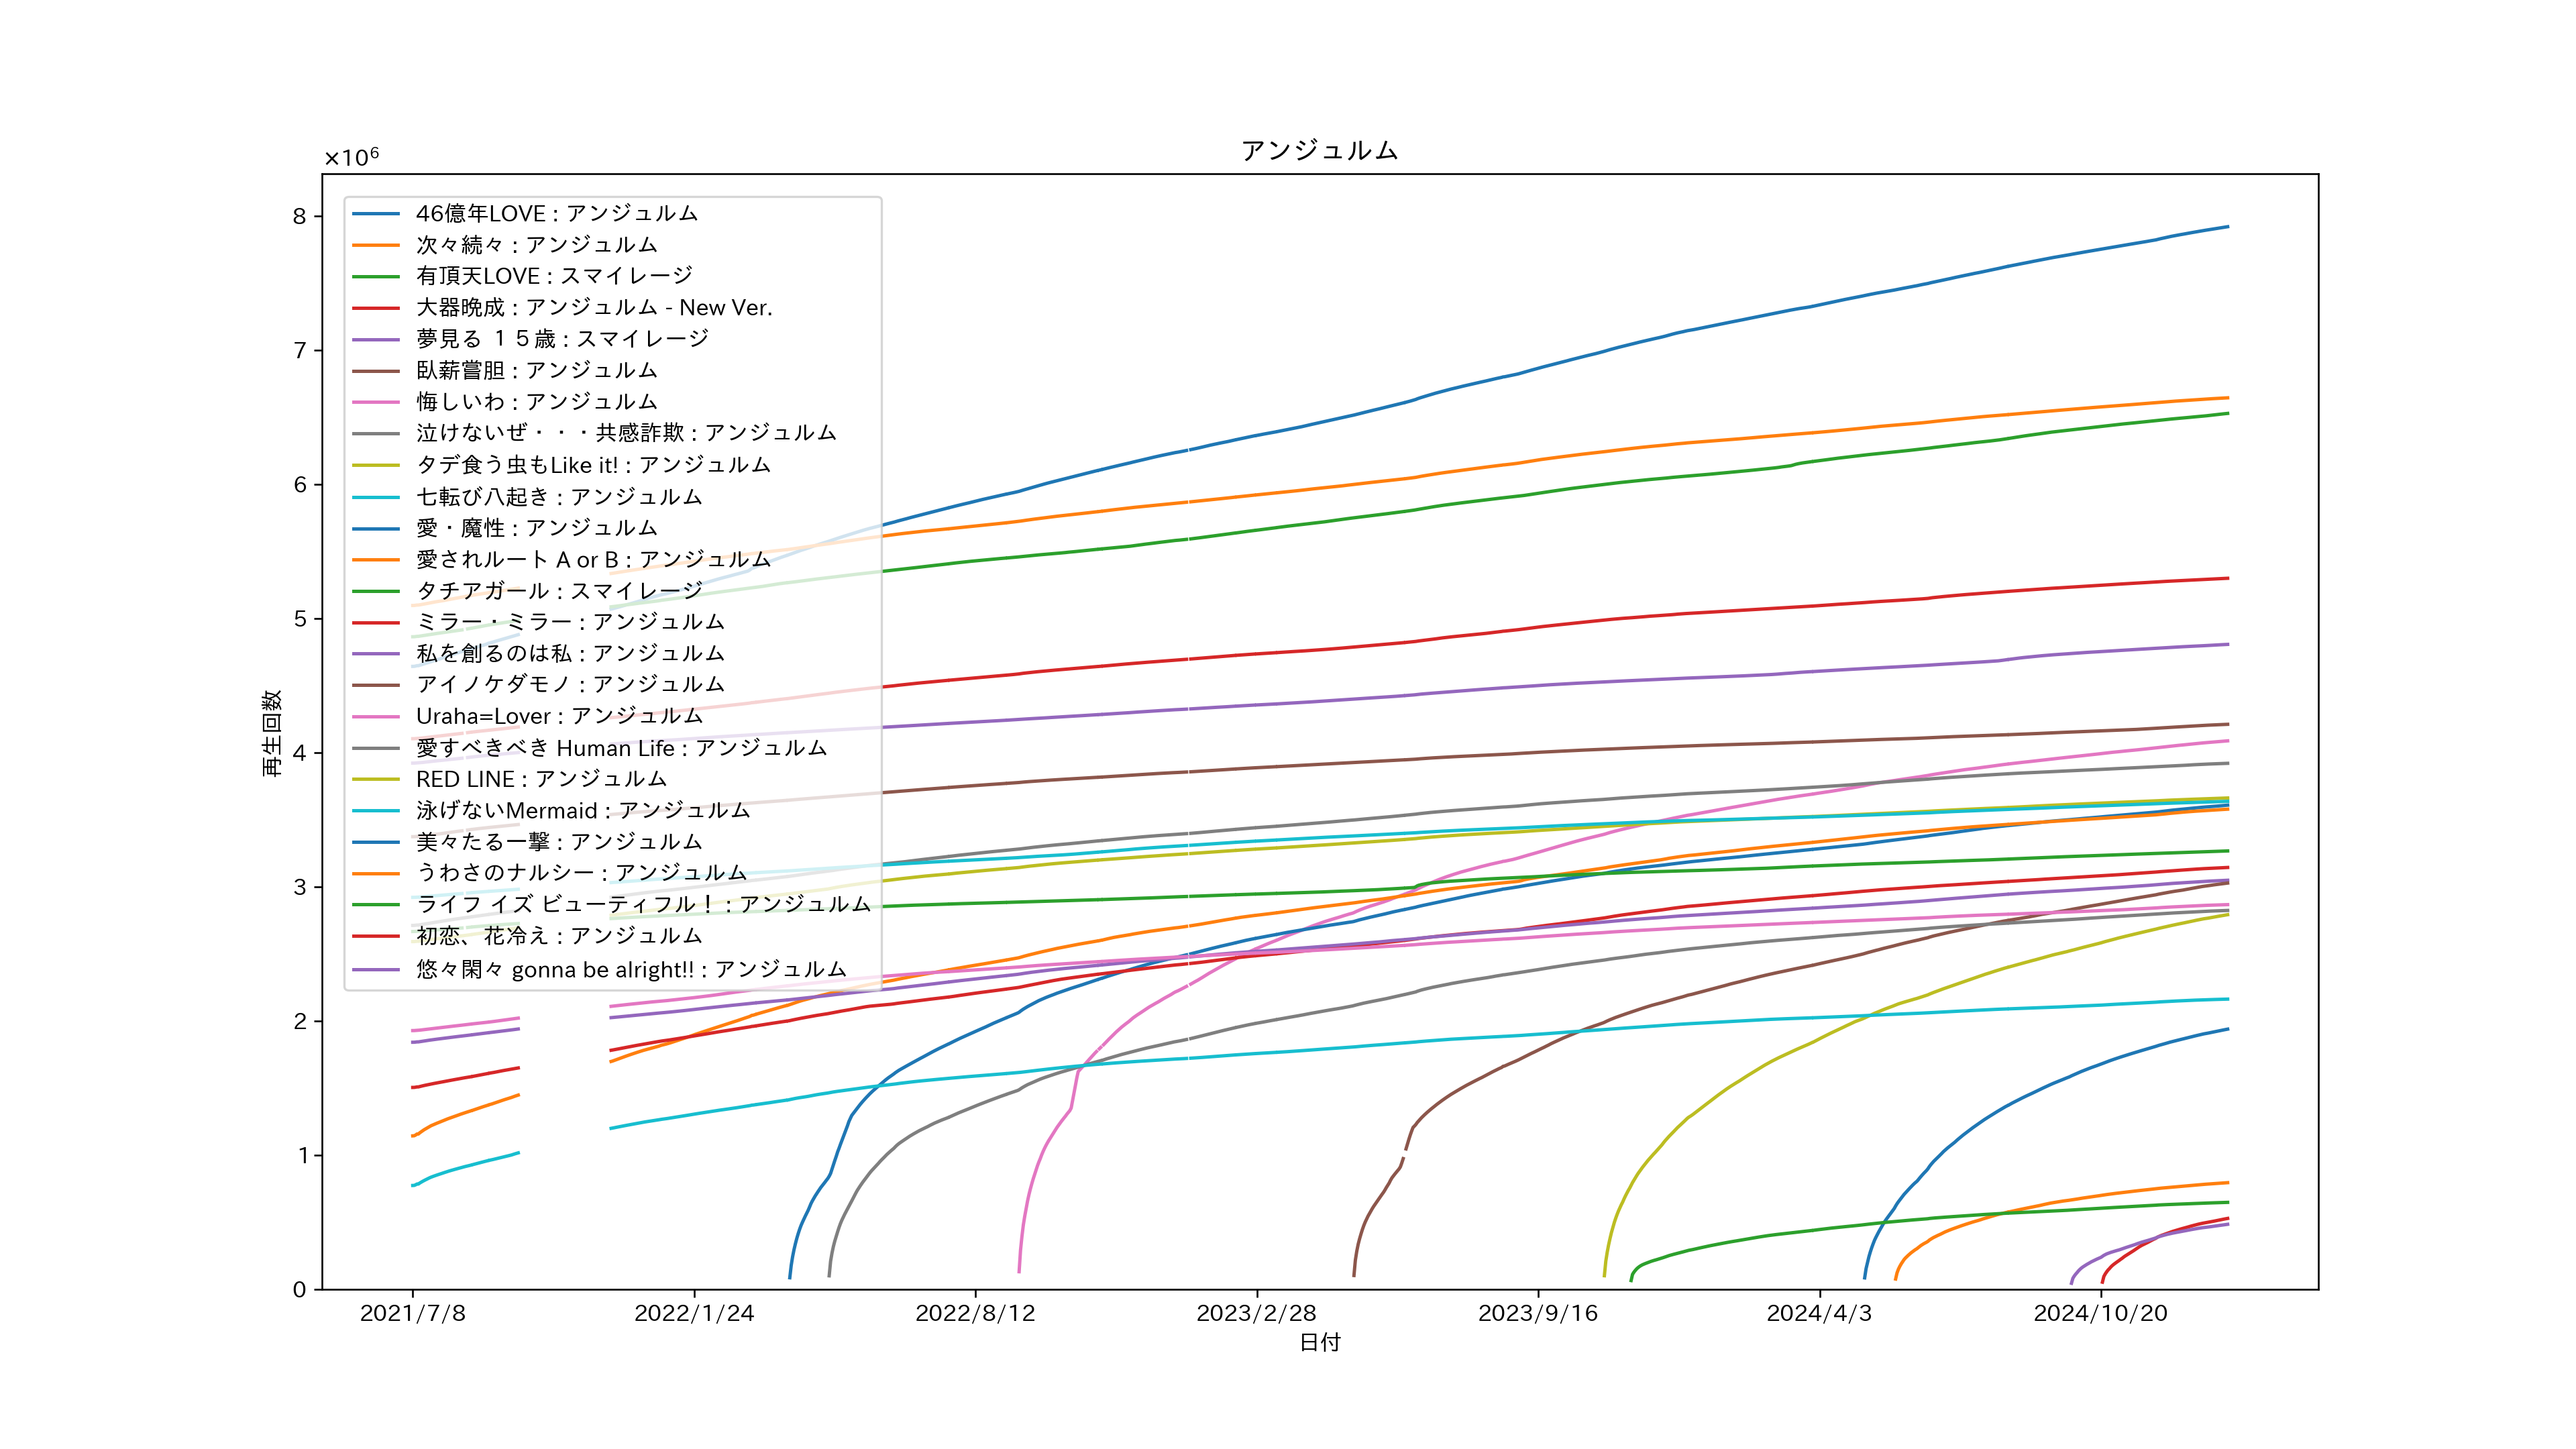 アンジュルム
×10⁶
8
7
6
5
4
3
2
1
0
再生回数
46億年LOVE : アンジュルム
次々続々 : アンジュルム
有頂天LOVE : スマイレージ
大器晩成 : アンジュルム - New Ver.
夢見る １５歳 : スマイレージ
臥薪嘗胆 : アンジュルム
悔しいわ : アンジュルム
泣けないぜ・・・共感詐欺 : アンジュルム
タデ食う虫もLike it! : アンジュルム
七転び八起き : アンジュルム
愛・魔性 : アンジュルム
愛されルート A or B : アンジュルム
タチアガール : スマイレージ
ミラー・ミラー : アンジュルム
私を創るのは私 : アンジュルム
アイノケダモノ : アンジュルム
Uraha=Lover : アンジュルム
愛すべきべき Human Life : アンジュルム
RED LINE : アンジュルム
泳げないMermaid : アンジュルム
美々たる一撃 : アンジュルム
うわさのナルシー : アンジュルム
ライフ イズ ビューティフル！ : アンジュルム
初恋、花冷え : アンジュルム
悠々閑々 gonna be alright!! : アンジュルム
2021/7/8
2022/1/24
2022/8/12
2023/2/28
2023/9/16
2024/4/3
2024/10/20
日付